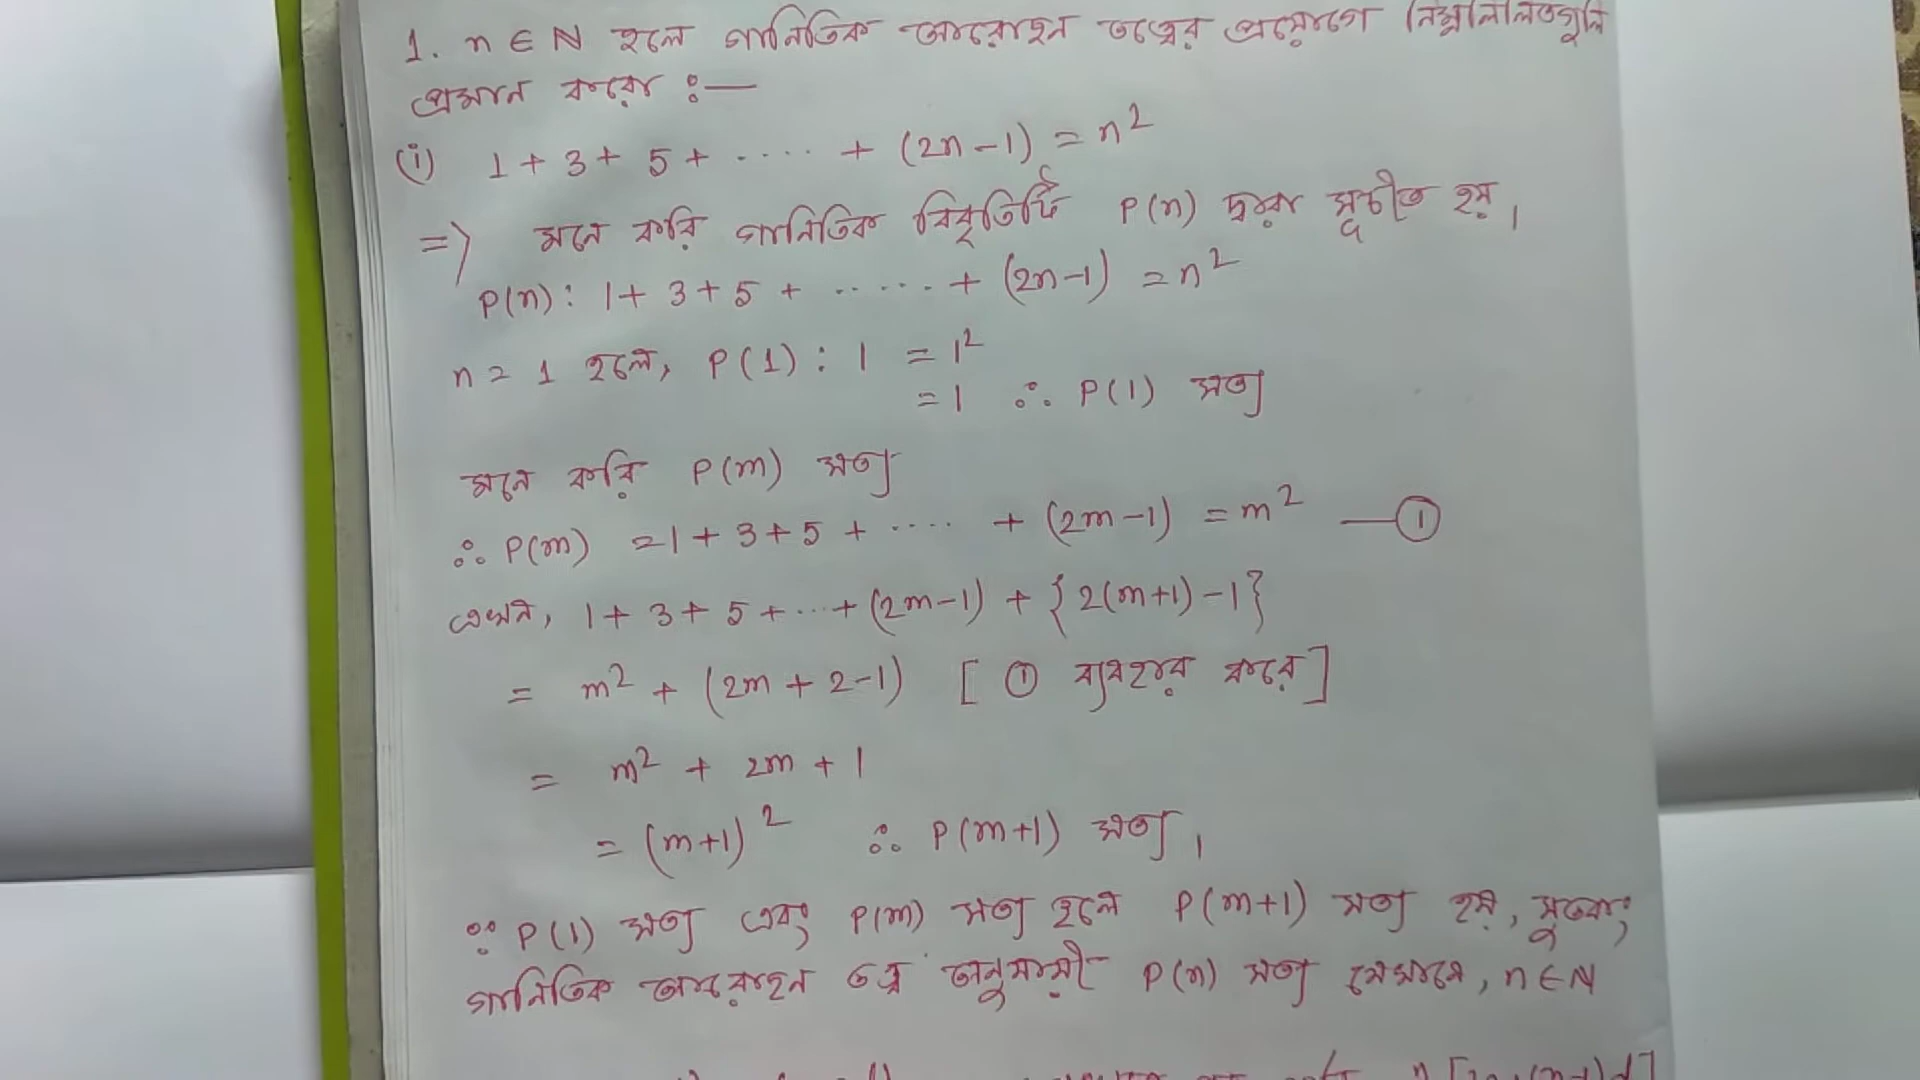 1. n ∈ N হলে গানিতিক আরোহন তত্ত্বের প্রয়োগে নিম্নলিলিতগুলি
প্রমান করো :—
(i) 1 + 3 + 5 + ..... + (2n-1) = n²
=> মনে করি গানিতিক বিবৃতিটি P(n) দ্বারা সূচীত হয়।
P(n): 1 + 3 + 5 + ...... + (2n-1) = n²
n = 1 হলে, P(1) : 1 = 1²
= 1 ∴ P(1) সত্য
মনে করি P(m) সত্য
∴ P(m) = 1 + 3 + 5 + .... + (2m-1) = m² —①
এখন, 1 + 3 + 5 + ... + (2m-1) + {2(m+1)-1}
= m² + (2m + 2-1) [ ① ব্যবহার করে ]
= m² + 2m + 1
= (m+1)² ∴ P(m+1) সত্য।
∵ P(1) সত্য এবং P(m) সত্য হলে P(m+1) সত্য হয়, সুতরাং
গানিতিক আরোহন তত্ত্ব অনুযায়ী P(n) সত্য যেখানে, n ∈ N